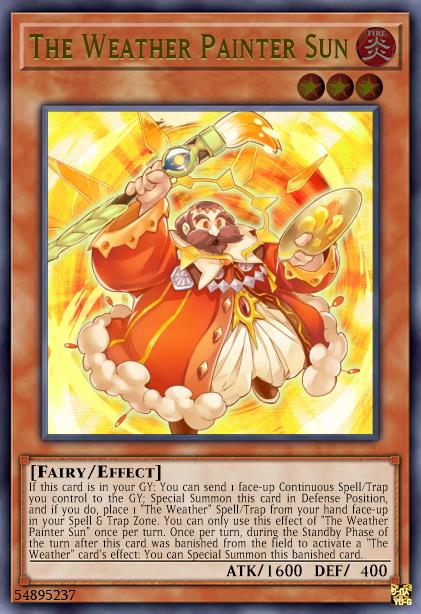 THE WEATHER PAINTER SUN
FIRE
炎
[FAIRY/EFFECT]
If this card is in your GY: You can send 1 face-up Continuous Spell/Trap
you control to the GY; Special Summon this card in Defense Position,
and if you do, place 1 "The Weather" Spell/Trap from your hand face-up
in your Spell & Trap Zone. You can only use this effect of "The Weather
Painter Sun" once per turn. Once per turn, during the Standby Phase of
the turn after this card was banished from the field to activate a "The
Weather" card's effect: You can Special Summon this banished card.
ATK/1600 DEF/ 400
54895237